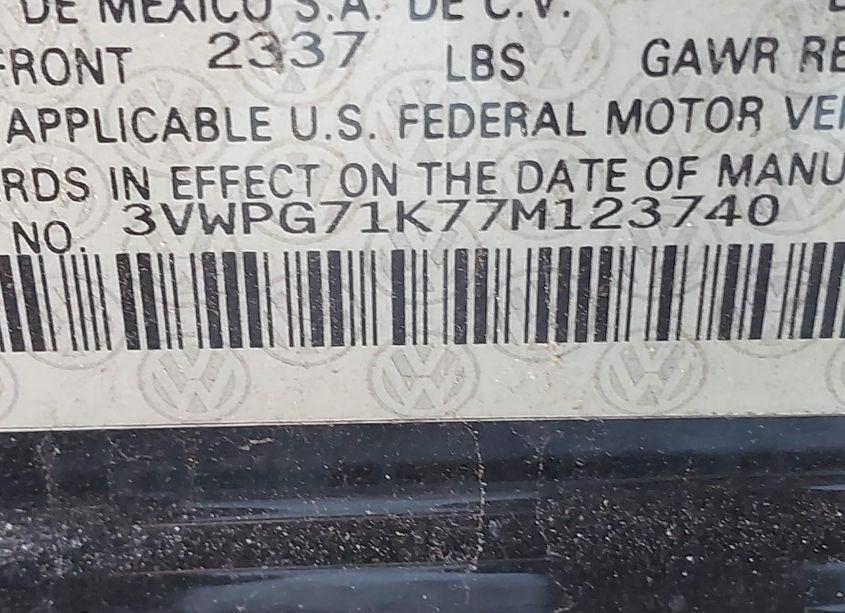 DE MEXICO S.A. DE C.V.
FRONT 2337 LBS GAWR RE
APPLICABLE U.S. FEDERAL MOTOR VE
RDS IN EFFECT ON THE DATE OF MANU
NO. 3VWPG71K77M123740